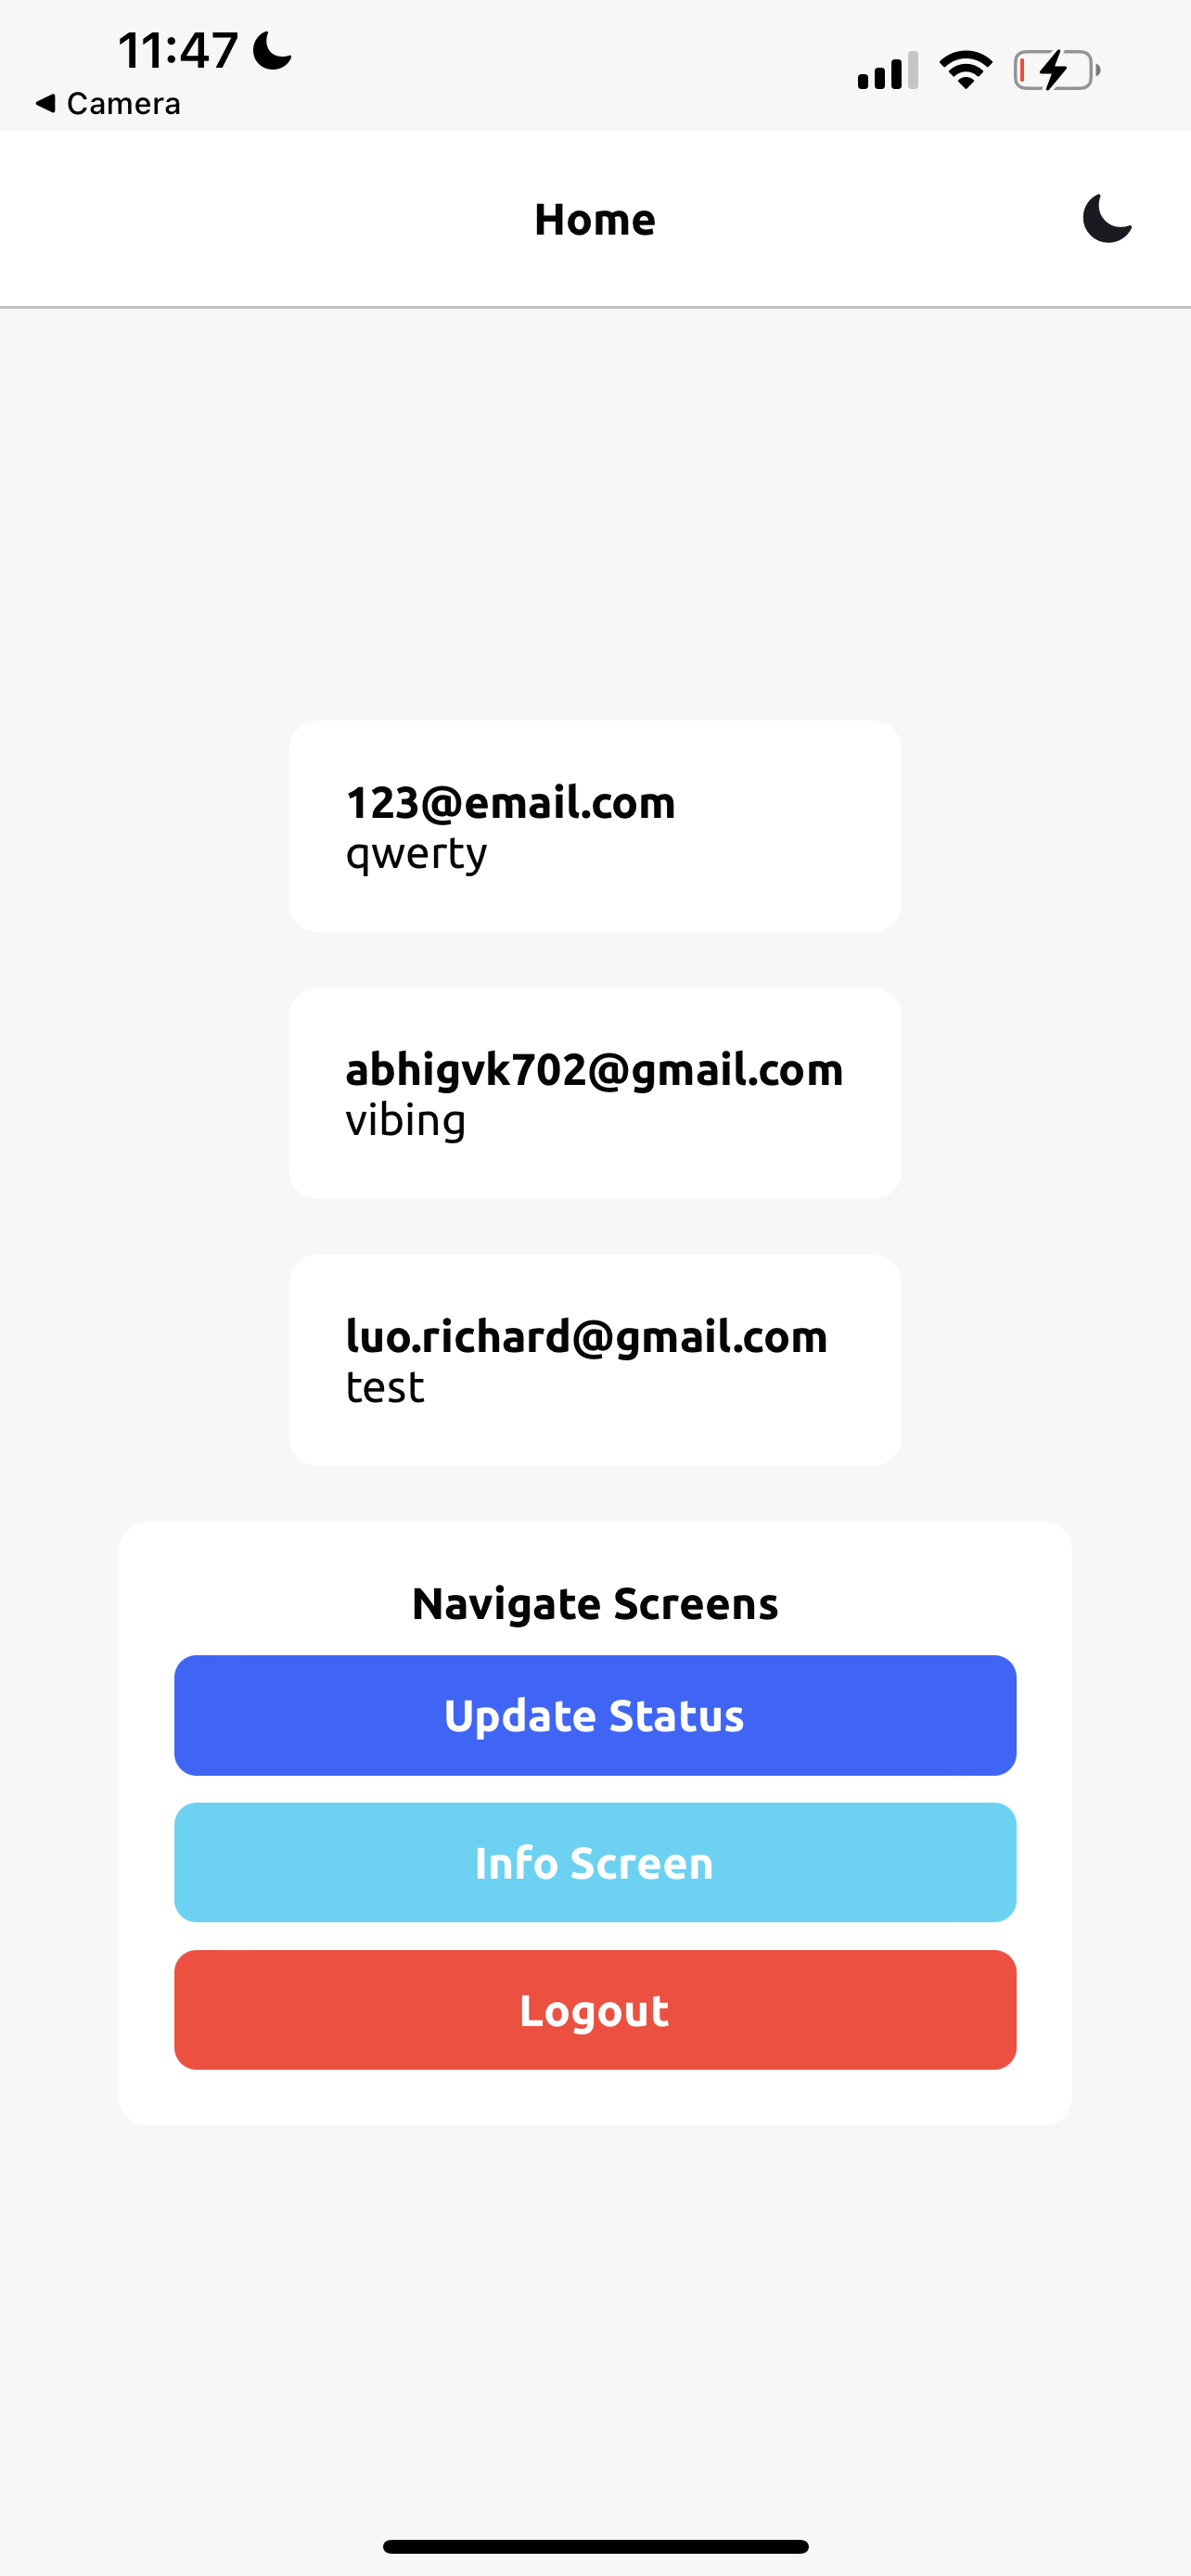 11:47
Camera
Home
123@email.com
qwerty
abhigvk702@gmail.com
vibing
luo.richard@gmail.com
test
Navigate Screens
Update Status
Info Screen
Logout